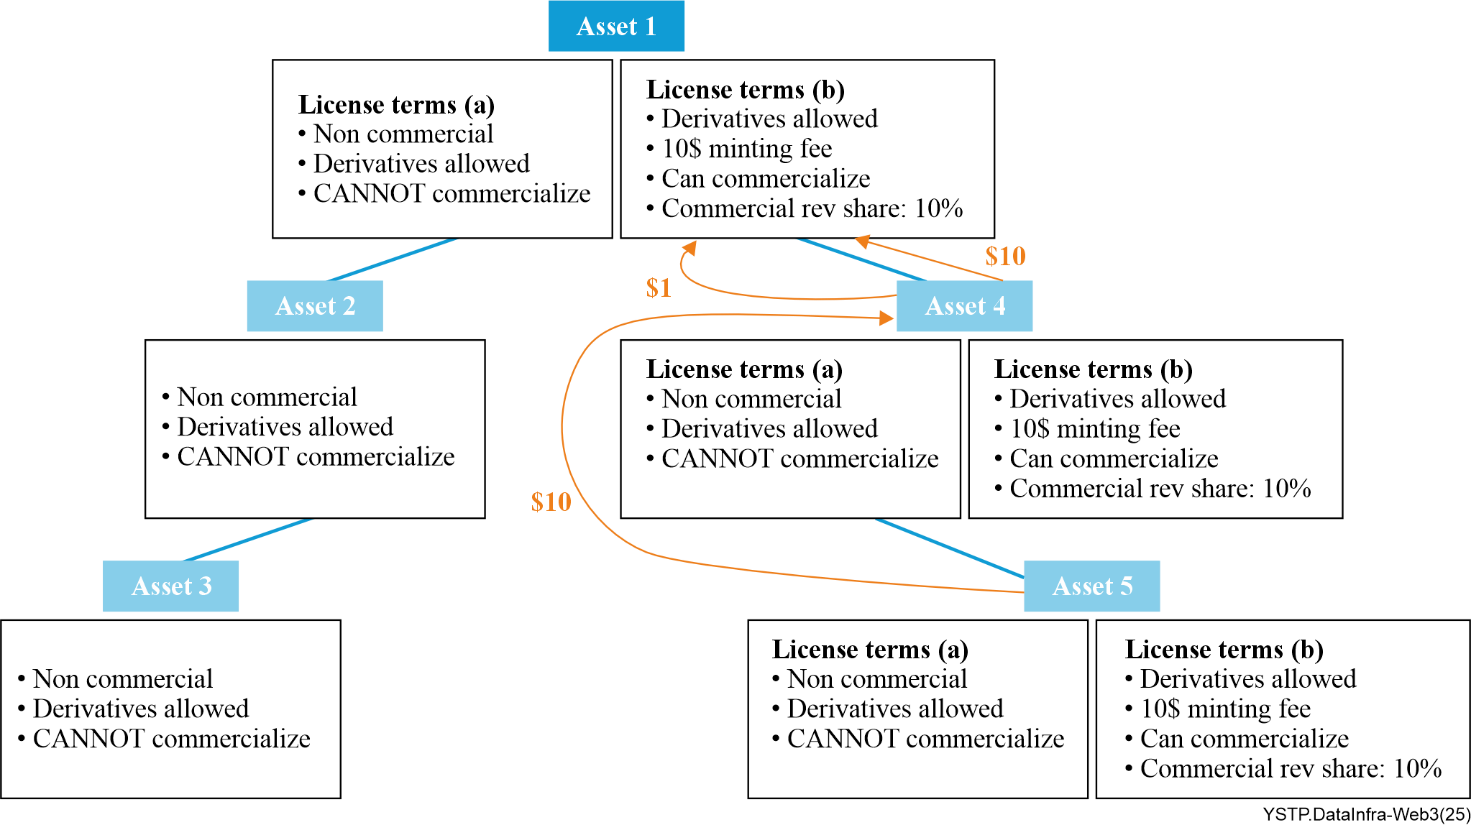 Asset 1
License terms (a)
• Non commercial
• Derivatives allowed
• CANNOT commercialize
License terms (b)
• Derivatives allowed
• 10$ minting fee
• Can commercialize
• Commercial rev share: 10%
$10
$1
Asset 2
Asset 4
• Non commercial
• Derivatives allowed
• CANNOT commercialize
License terms (a)
• Non commercial
• Derivatives allowed
• CANNOT commercialize
License terms (b)
• Derivatives allowed
• 10$ minting fee
• Can commercialize
• Commercial rev share: 10%
$10
Asset 3
Asset 5
• Non commercial
• Derivatives allowed
• CANNOT commercialize
License terms (a)
• Non commercial
• Derivatives allowed
• CANNOT commercialize
License terms (b)
• Derivatives allowed
• 10$ minting fee
• Can commercialize
• Commercial rev share: 10%
YSTP.DataInfra-Web3(25)